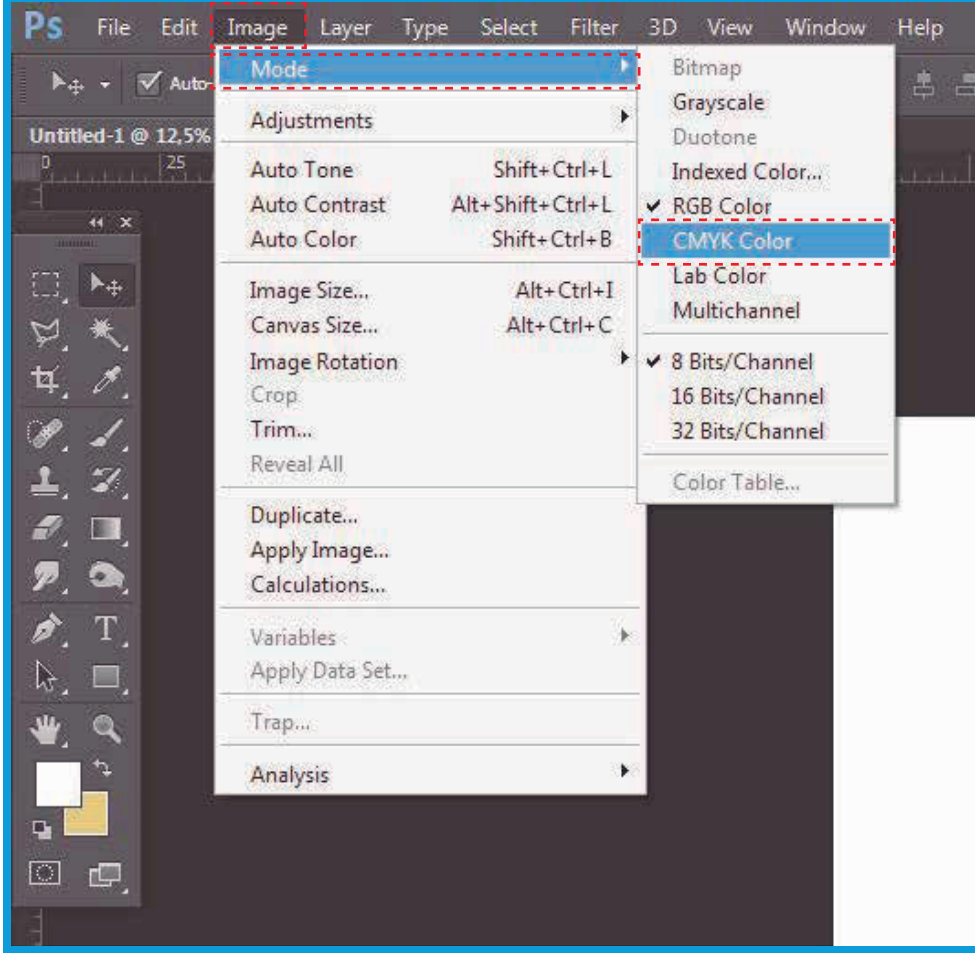 Ps File Edit Image Layer Type Select Filter 3D View Window Help
Auto-
Untitled-1 @ 12,5%
0 25
Mode
Adjustments
Auto Tone Shift+Ctrl+L
Auto Contrast Alt+Shift+Ctrl+L
Auto Color Shift+Ctrl+B
Image Size... Alt+Ctrl+I
Canvas Size... Alt+Ctrl+C
Image Rotation
Crop
Trim...
Reveal All
Duplicate...
Apply Image...
Calculations...
Variables
Apply Data Set...
Trap...
Analysis
Bitmap
Grayscale
Duotone
Indexed Color...
RGB Color
CMYK Color
Lab Color
Multichannel
8 Bits/Channel
16 Bits/Channel
32 Bits/Channel
Color Table...
T